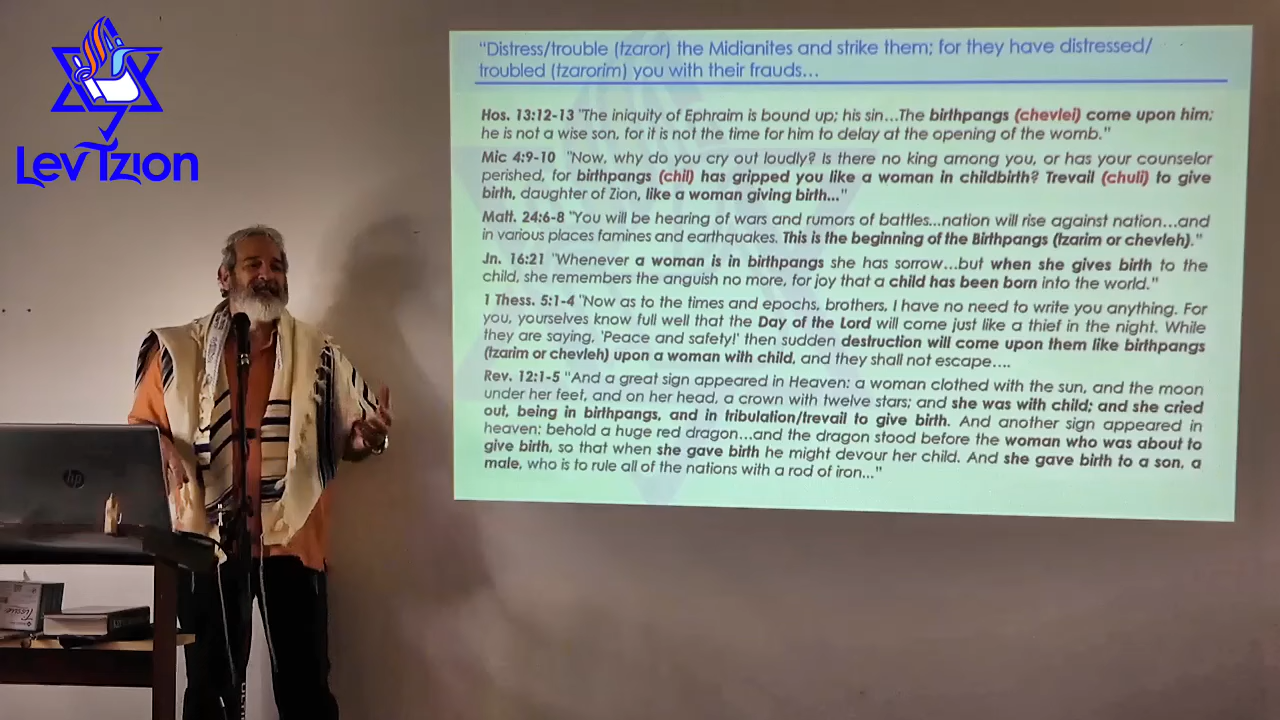 Lev Tzion
"Distress/trouble (tzaror) the Midianites and strike them; for they have distressed/
troubled (tzarorim) you with their frauds…
Hos. 13:12-13 "The iniquity of Ephraim is bound up; his sin…The birthpangs (chevlei) come upon him;
he is not a wise son, for it is not the time for him to delay at the opening of the womb."
Mic 4:9-10 "Now, why do you cry out loudly? Is there no king among you, or has your counselor
perished, for birthpangs (chil) has gripped you like a woman in childbirth? Trevail (chuli) to give
birth, daughter of Zion, like a woman giving birth..."
Matt. 24:6-8 "You will be hearing of wars and rumors of battles...nation will rise against nation…and
in various places famines and earthquakes. This is the beginning of the Birthpangs (tzarim or chevleh)."
Jn. 16:21 "Whenever a woman is in birthpangs she has sorrow…but when she gives birth to the
child, she remembers the anguish no more, for joy that a child has been born into the world."
1 Thess. 5:1-4 "Now as to the times and epochs, brothers, I have no need to write you anything. For
you, yourselves know full well that the Day of the Lord will come just like a thief in the night. While
they are saying, 'Peace and safety!' then sudden destruction will come upon them like birthpangs
(tzarim or chevleh) upon a woman with child, and they shall not escape….
Rev. 12:1-5 "And a great sign appeared in Heaven: a woman clothed with the sun, and the moon
under her feet, and on her head, a crown with twelve stars; and she was with child; and she cried
out, being in birthpangs, and in tribulation/trevail to give birth. And another sign appeared in
heaven: behold a huge red dragon…and the dragon stood before the woman who was about to
give birth, so that when she gave birth he might devour her child. And she gave birth to a son, a
male, who is to rule all of the nations with a rod of iron..."
hp
Tissue